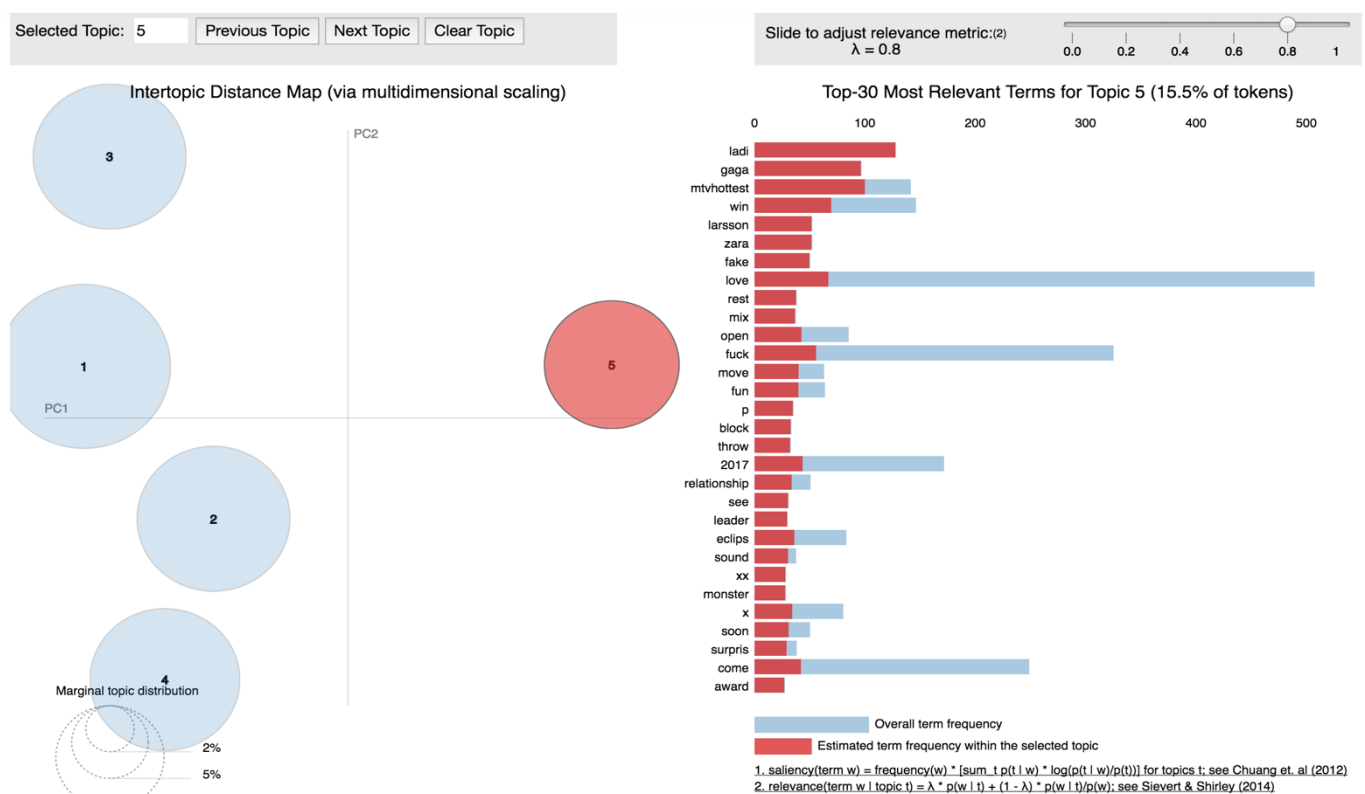 Selected Topic: 5 Previous Topic Next Topic Clear Topic
Slide to adjust relevance metric:(2)
λ = 0.8
0.0 0.2 0.4 0.6 0.8 1
Intertopic Distance Map (via multidimensional scaling)
PC2
PC1
3
1
5
2
4
Marginal topic distribution
2%
5%
Top-30 Most Relevant Terms for Topic 5 (15.5% of tokens)
0 100 200 300 400 500
ladi
gaga
mtvhottest
win
larsson
zara
fake
love
rest
mix
open
fuck
move
fun
p
block
throw
2017
relationship
see
leader
eclips
sound
xx
monster
x
soon
surpris
come
award
Overall term frequency
Estimated term frequency within the selected topic
1. saliency(term w) = frequency(w) * [sum_t p(t | w) * log(p(t | w)/p(t))] for topics t; see Chuang et. al (2012)
2. relevance(term w | topic t) = λ * p(w | t) + (1 - λ) * p(w | t)/p(w); see Sievert & Shirley (2014)